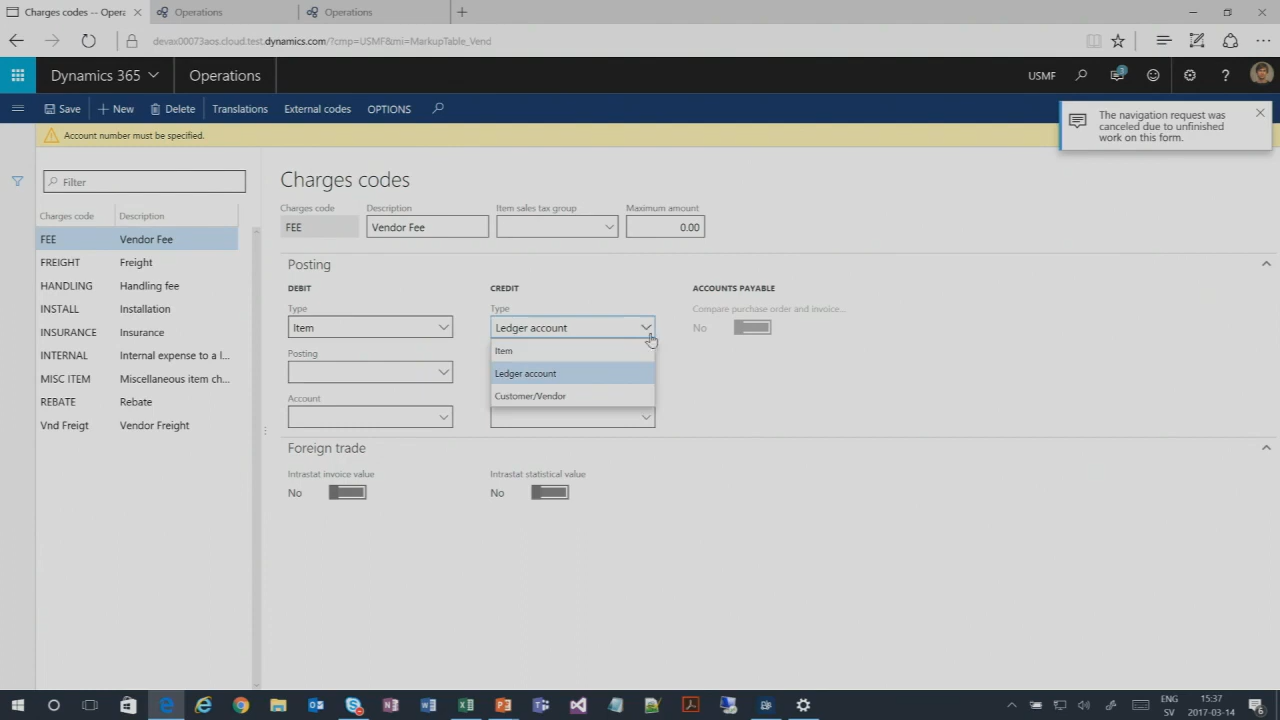 Charges codes -- Opera
Operations
Operations
devax00073aos.cloud.test.dynamics.com/?cmp=USMF&mi=MarkupTable_Vend
Dynamics 365
Operations
USMF
3
?
Save
New
Delete
Translations
External codes
OPTIONS
Account number must be specified.
The navigation request was
canceled due to unfinished
work on this form.
Filter
Charges code Description
FEE Vendor Fee
FREIGHT Freight
HANDLING Handling fee
INSTALL Installation
INSURANCE Insurance
INTERNAL Internal expense to a l...
MISC ITEM Miscellaneous item ch...
REBATE Rebate
Vnd Freigt Vendor Freight
Charges codes
Charges code Description Item sales tax group Maximum amount
FEE Vendor Fee 0.00
Posting
DEBIT CREDIT ACCOUNTS PAYABLE
Type Type Compare purchase order and invoice...
Item Ledger account No
Item
Ledger account
Customer/Vendor
Posting
Account
Foreign trade
Intrastat invoice value Intrastat statistical value
No No
ENG 15:37
SV 2017-03-14
6